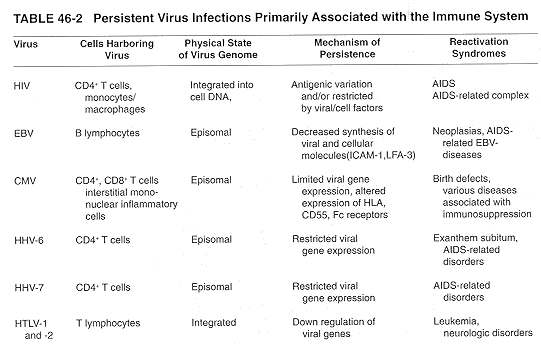 TABLE 46-2 Persistent Virus Infections Primarily Associated with the Immune System
Virus
Cells Harboring
Virus
Physical State
of Virus Genome
Mechanism of
Persistence
Reactivation
Syndromes
HIV
CD4+ T cells,
monocytes/
macrophages
Integrated into
cell DNA,
Antigenic variation
and/or restricted
by viral/cell factors
AIDS
AIDS-related complex
EBV
B lymphocytes
Episomal
Decreased synthesis of
viral and cellular
molecules(ICAM-1,LFA-3)
Neoplasias, AIDS-
related EBV-
diseases
CMV
CD4+, CD8+ T cells
interstitial mono-
nuclear inflammatory
cells
Episomal
Limited viral gene
expression, altered
expression of HLA,
CD55, Fc receptors
Birth defects,
various diseases
associated with
immunosuppression
HHV-6
CD4+ T cells
Episomal
Restricted viral
gene expression
Exanthem subitum,
AIDS-related
disorders
HHV-7
CD4+ T cells
Episomal
Restricted viral
gene expression
AIDS-related
disorders
HTLV-1
and -2
T lymphocytes
Integrated
Down regulation of
viral genes
Leukemia,
neurologic disorders